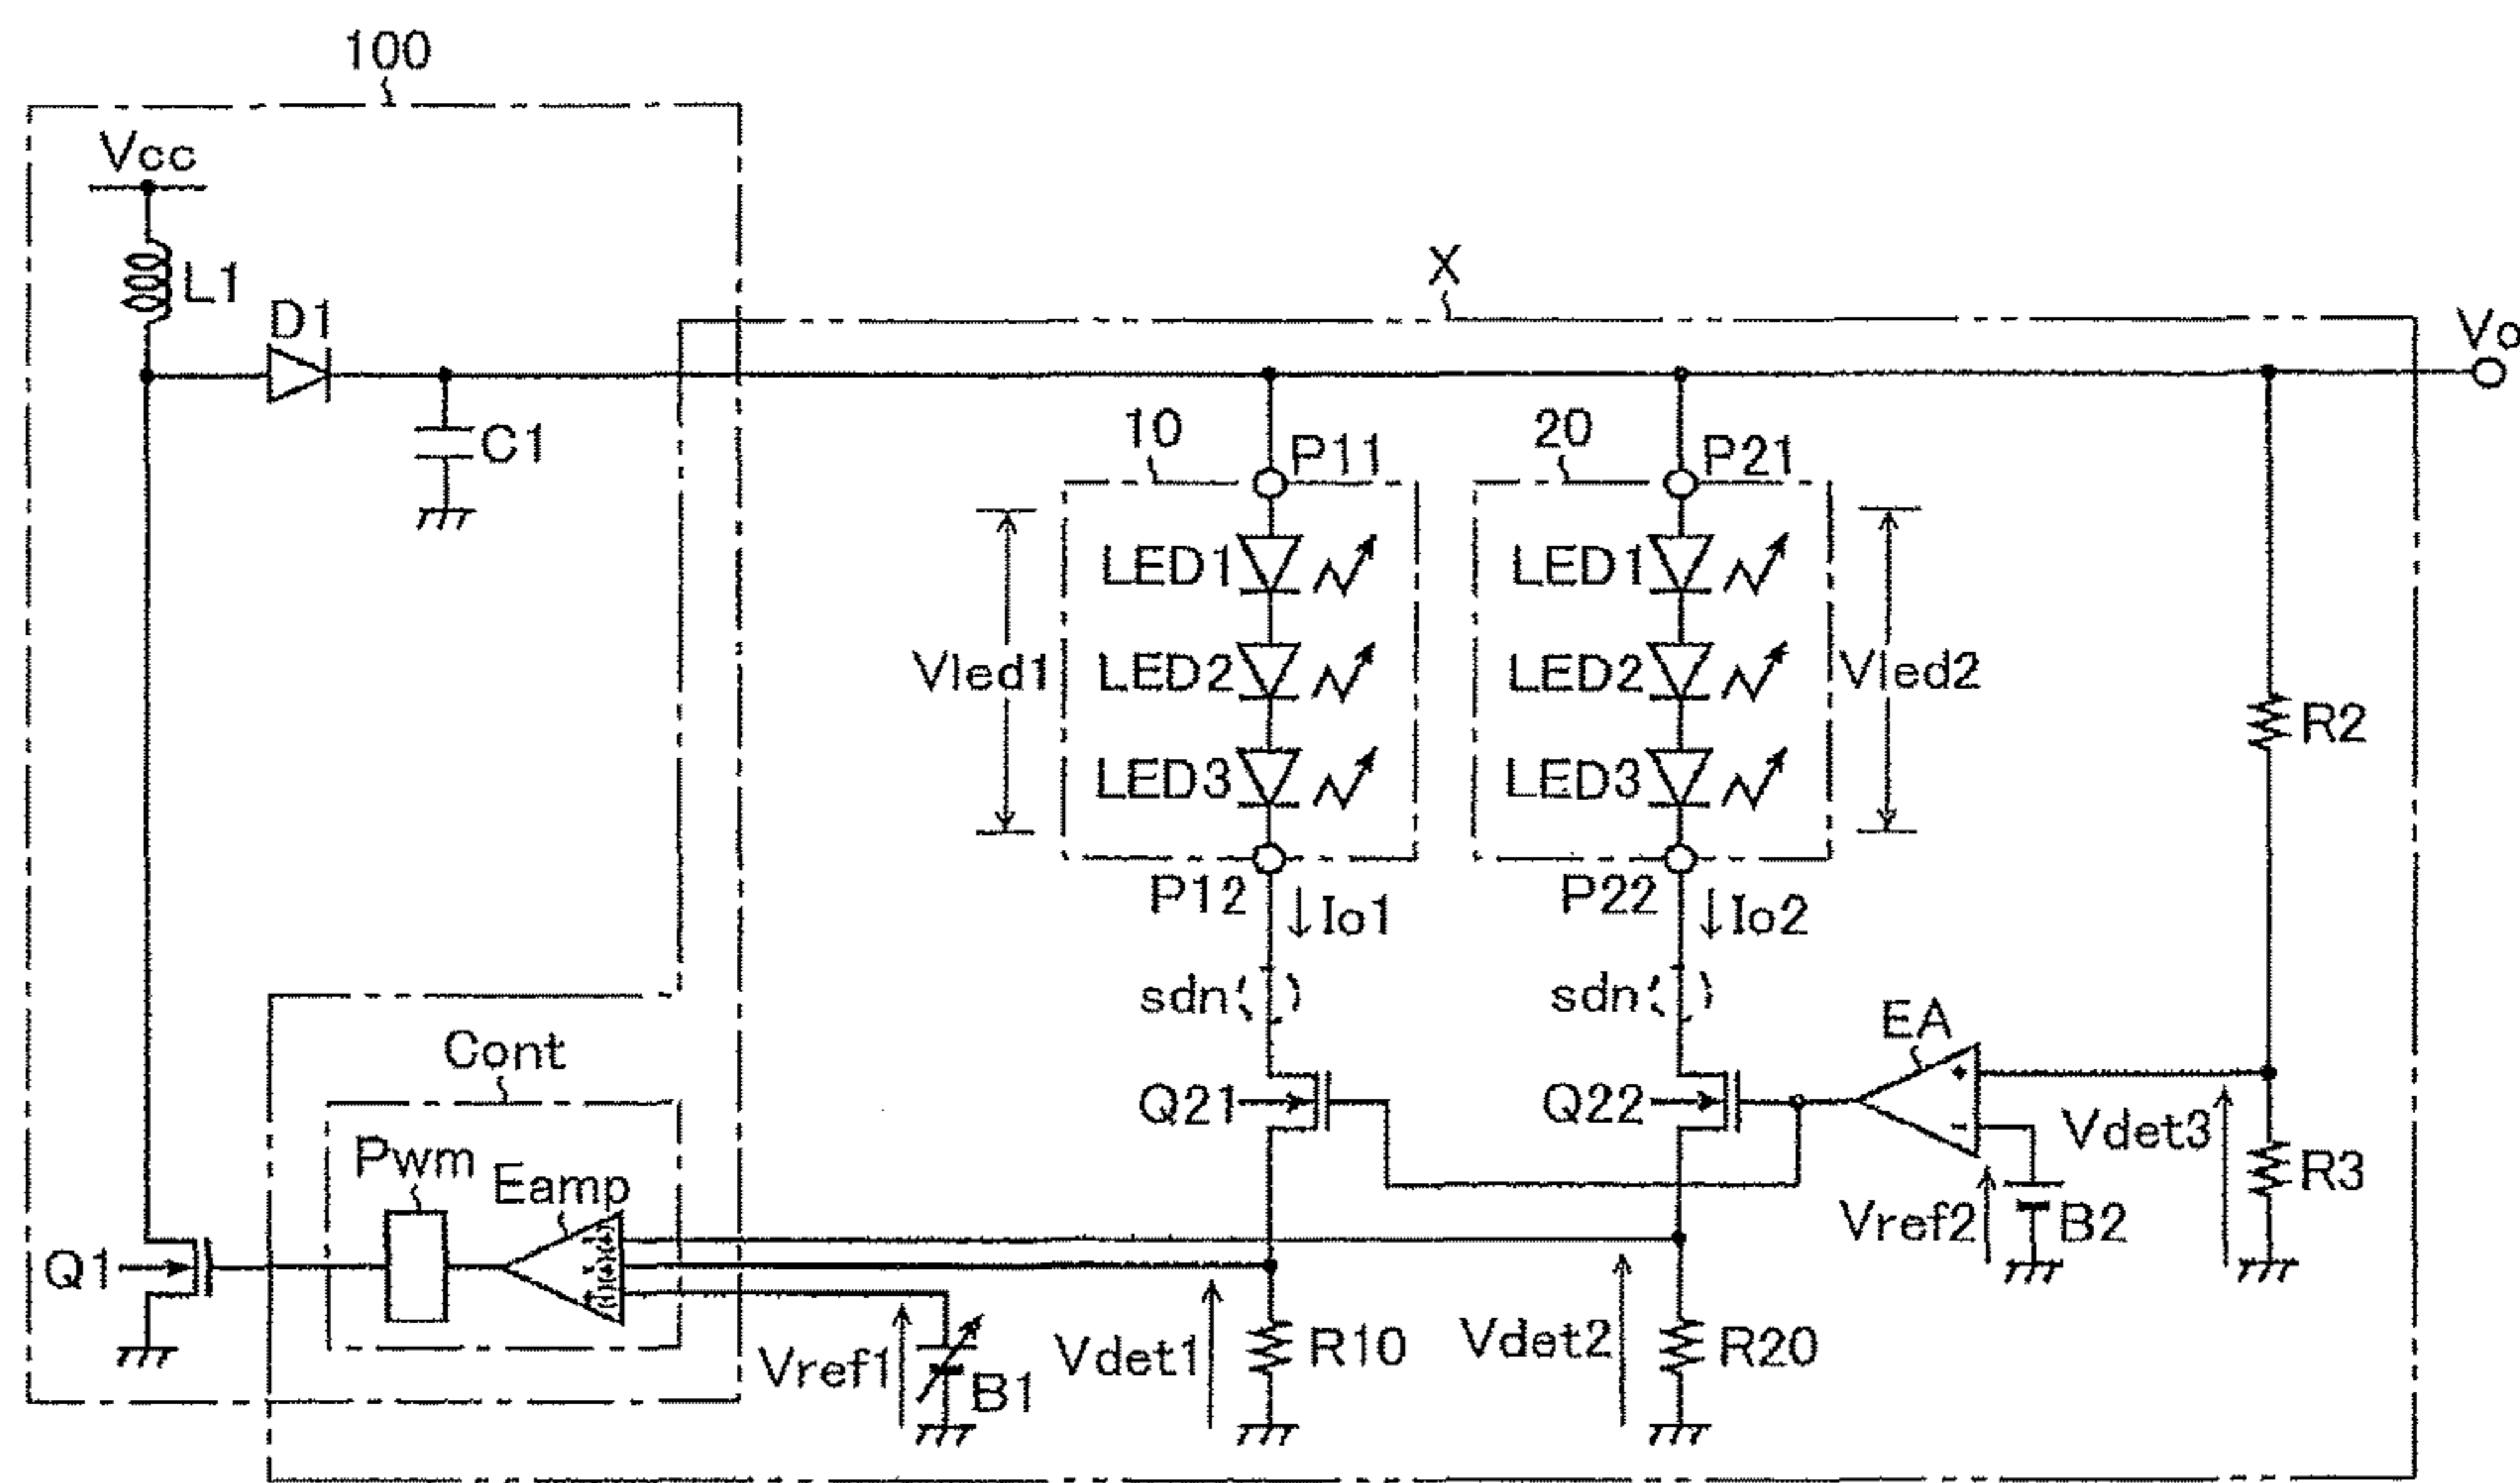 100
Vcc
L1
D1
C1
X
Vo
10
P11
20
P21
LED1
LED1
Vled1
LED2
LED2
Vled2
LED3
LED3
R2
P12
Io1
P22
Io2
sdn
sdn
EA
Cont
Q21
Q22
Vdet3
Pwm
Eamp
R3
Vref2
B2
Q1
Vref1
B1
Vdet1
R10
Vdet2
R20